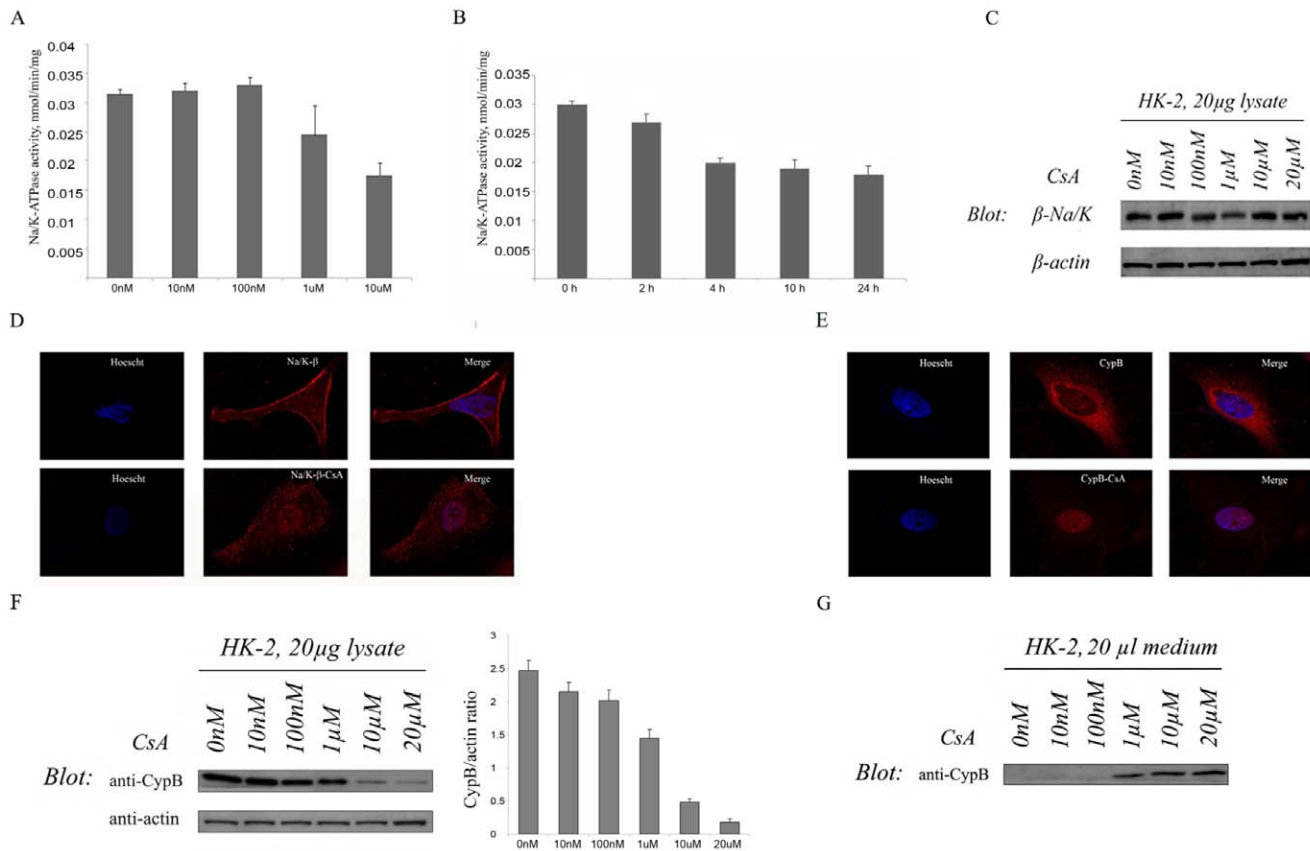 A
Na/K-ATPase activity, nmol/min/mg
0.04
0.035
0.03
0.025
0.02
0.015
0.01
0.005
0nM 10nM 100nM 1uM 10uM
B
Na/K-ATPase activity, nmol/min/mg
0.035
0.03
0.025
0.02
0.015
0.01
0.005
0 h 2 h 4 h 10 h 24 h
C
HK-2, 20µg lysate
CsA 0nM 10nM 100nM 1µM 10µM 20µM
Blot: β-Na/K
β-actin
D
Hoescht Na/K-β Merge
Hoescht Na/K-β-CsA Merge
E
Hoescht CypB Merge
Hoescht CypB-CsA Merge
F
HK-2, 20µg lysate
CsA 0nM 10nM 100nM 1µM 10µM 20µM
Blot: anti-CypB
anti-actin
CypB/actin ratio
3
2.5
2
1.5
1
0.5
0
0nM 10nM 100nM 1uM 10uM 20uM
G
HK-2, 20 µl medium
CsA 0nM 10nM 100nM 1µM 10µM 20µM
Blot: anti-CypB